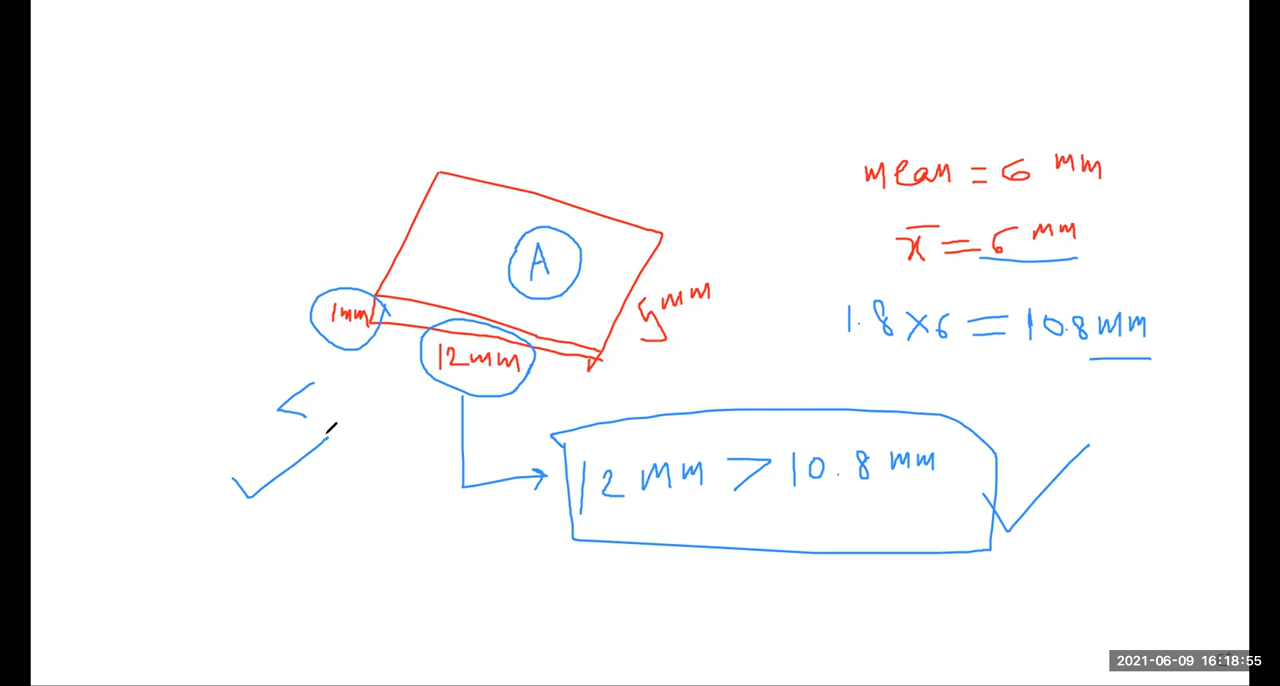 mean = 6 mm
x̄ = 6 mm
A
5mm
1mm
1.8 × 6 = 10.8 mm
12mm
<
12 mm > 10.8 mm
2021-06-09 16:18:55